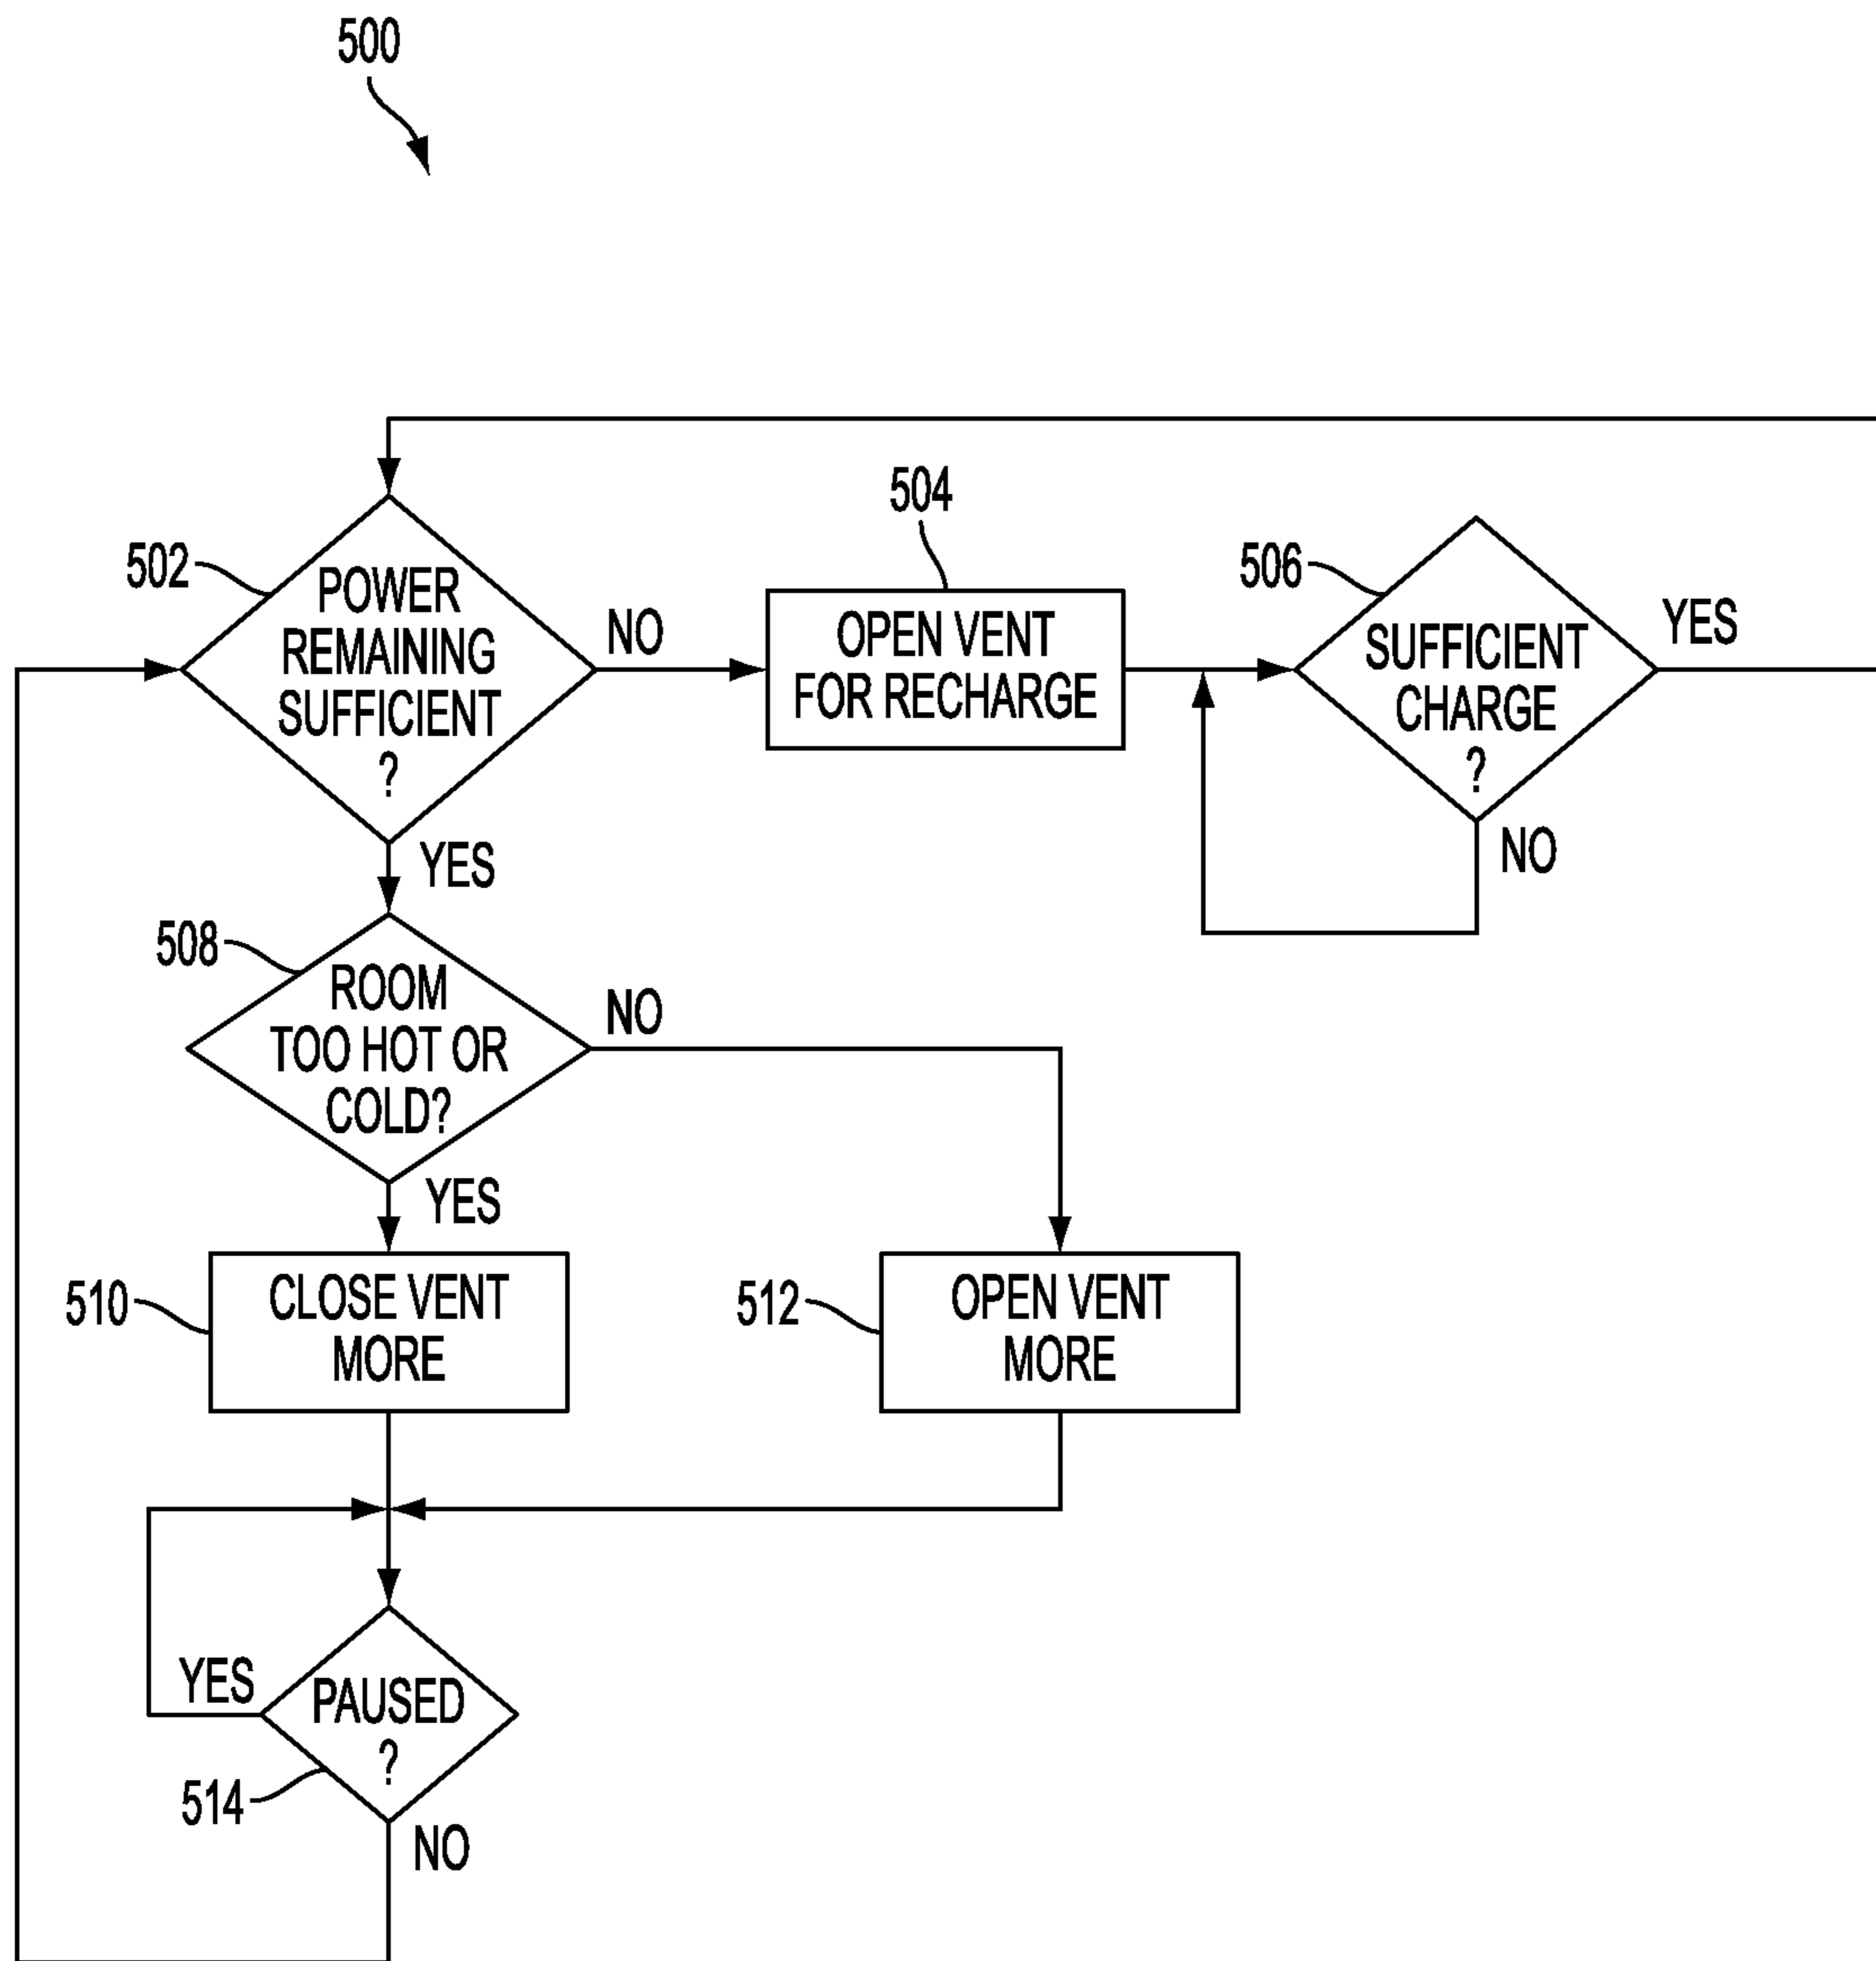 500
502
POWER
REMAINING
SUFFICIENT
?
NO
YES
504
OPEN VENT
FOR RECHARGE
506
SUFFICIENT
CHARGE
?
YES
NO
508
ROOM
TOO HOT OR
COLD?
NO
YES
510
CLOSE VENT
MORE
512
OPEN VENT
MORE
YES
PAUSED
?
514
NO